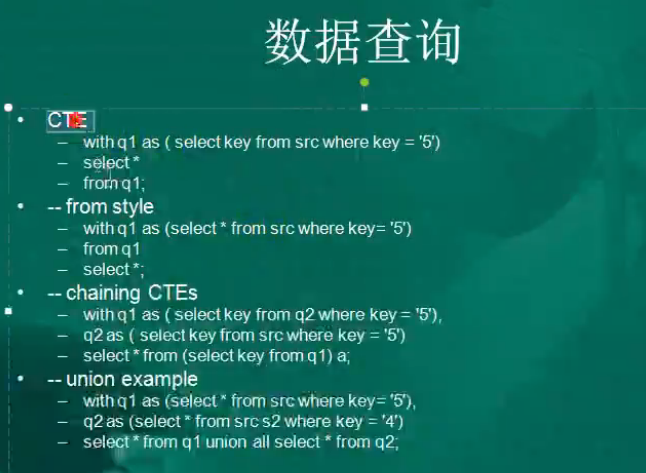 数据查询
• CTE
– with q1 as ( select key from src where key = '5')
– select *
– from q1;
• -- from style
– with q1 as (select * from src where key= '5')
– from q1
– select *;
• -- chaining CTEs
– with q1 as ( select key from q2 where key = '5'),
– q2 as ( select key from src where key = '5')
– select * from (select key from q1) a;
• -- union example
– with q1 as (select * from src where key= '5'),
– q2 as (select * from src s2 where key = '4')
– select * from q1 union all select * from q2;